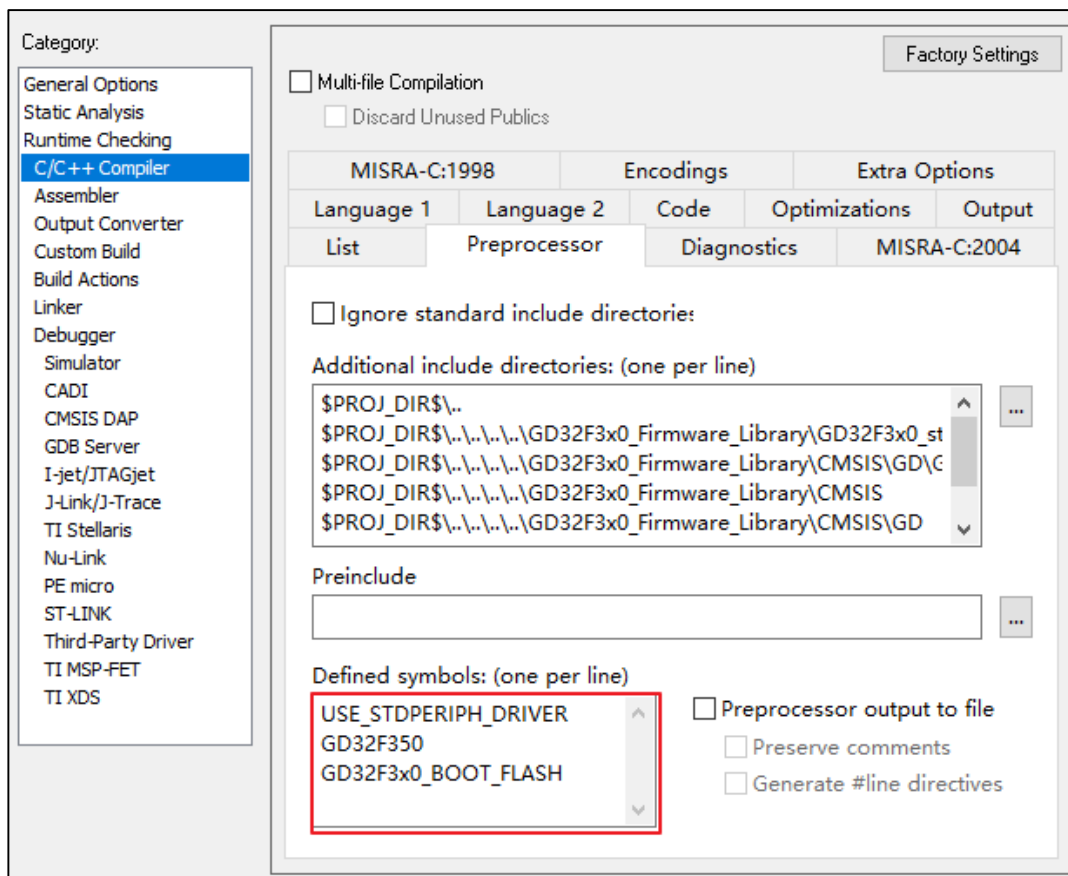 Category:
General Options
Static Analysis
Runtime Checking
C/C++ Compiler
Assembler
Output Converter
Custom Build
Build Actions
Linker
Debugger
Simulator
CADI
CMSIS DAP
GDB Server
I-jet/JTAGjet
J-Link/J-Trace
TI Stellaris
Nu-Link
PE micro
ST-LINK
Third-Party Driver
TI MSP-FET
TI XDS
Factory Settings
Multi-file Compilation
Discard Unused Publics
MISRA-C:1998 Encodings Extra Options
Language 1 Language 2 Code Optimizations Output
List Preprocessor Diagnostics MISRA-C:2004
Ignore standard include directories
Additional include directories: (one per line)
$PROJ_DIR$\..
$PROJ_DIR$\..\..\..\..\GD32F3x0_Firmware_Library\GD32F3x0_st
$PROJ_DIR$\..\..\..\..\GD32F3x0_Firmware_Library\CMSIS\GD\G
$PROJ_DIR$\..\..\..\..\GD32F3x0_Firmware_Library\CMSIS
$PROJ_DIR$\..\..\..\..\GD32F3x0_Firmware_Library\CMSIS\GD
...
Preinclude
...
Defined symbols: (one per line)
USE_STDPERIPH_DRIVER
GD32F350
GD32F3x0_BOOT_FLASH
Preprocessor output to file
Preserve comments
Generate #line directives